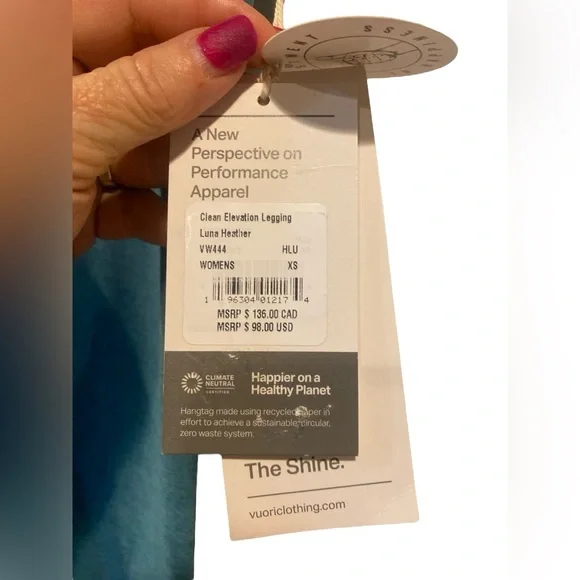 A New
Perspective on
Performance
Apparel
Clean Elevation Legging
Luna Heather
VW444 HLU
WOMENS XS
1 96304 01217 4
MSRP $ 136.00 CAD
MSRP $ 98.00 USD
CLIMATE
NEUTRAL
CERTIFIED
Happier on a
Healthy Planet
Hangtag made using recycled paper in
effort to achieve a sustainable, circular,
zero waste system.
The Shine.
vuoriclothing.com